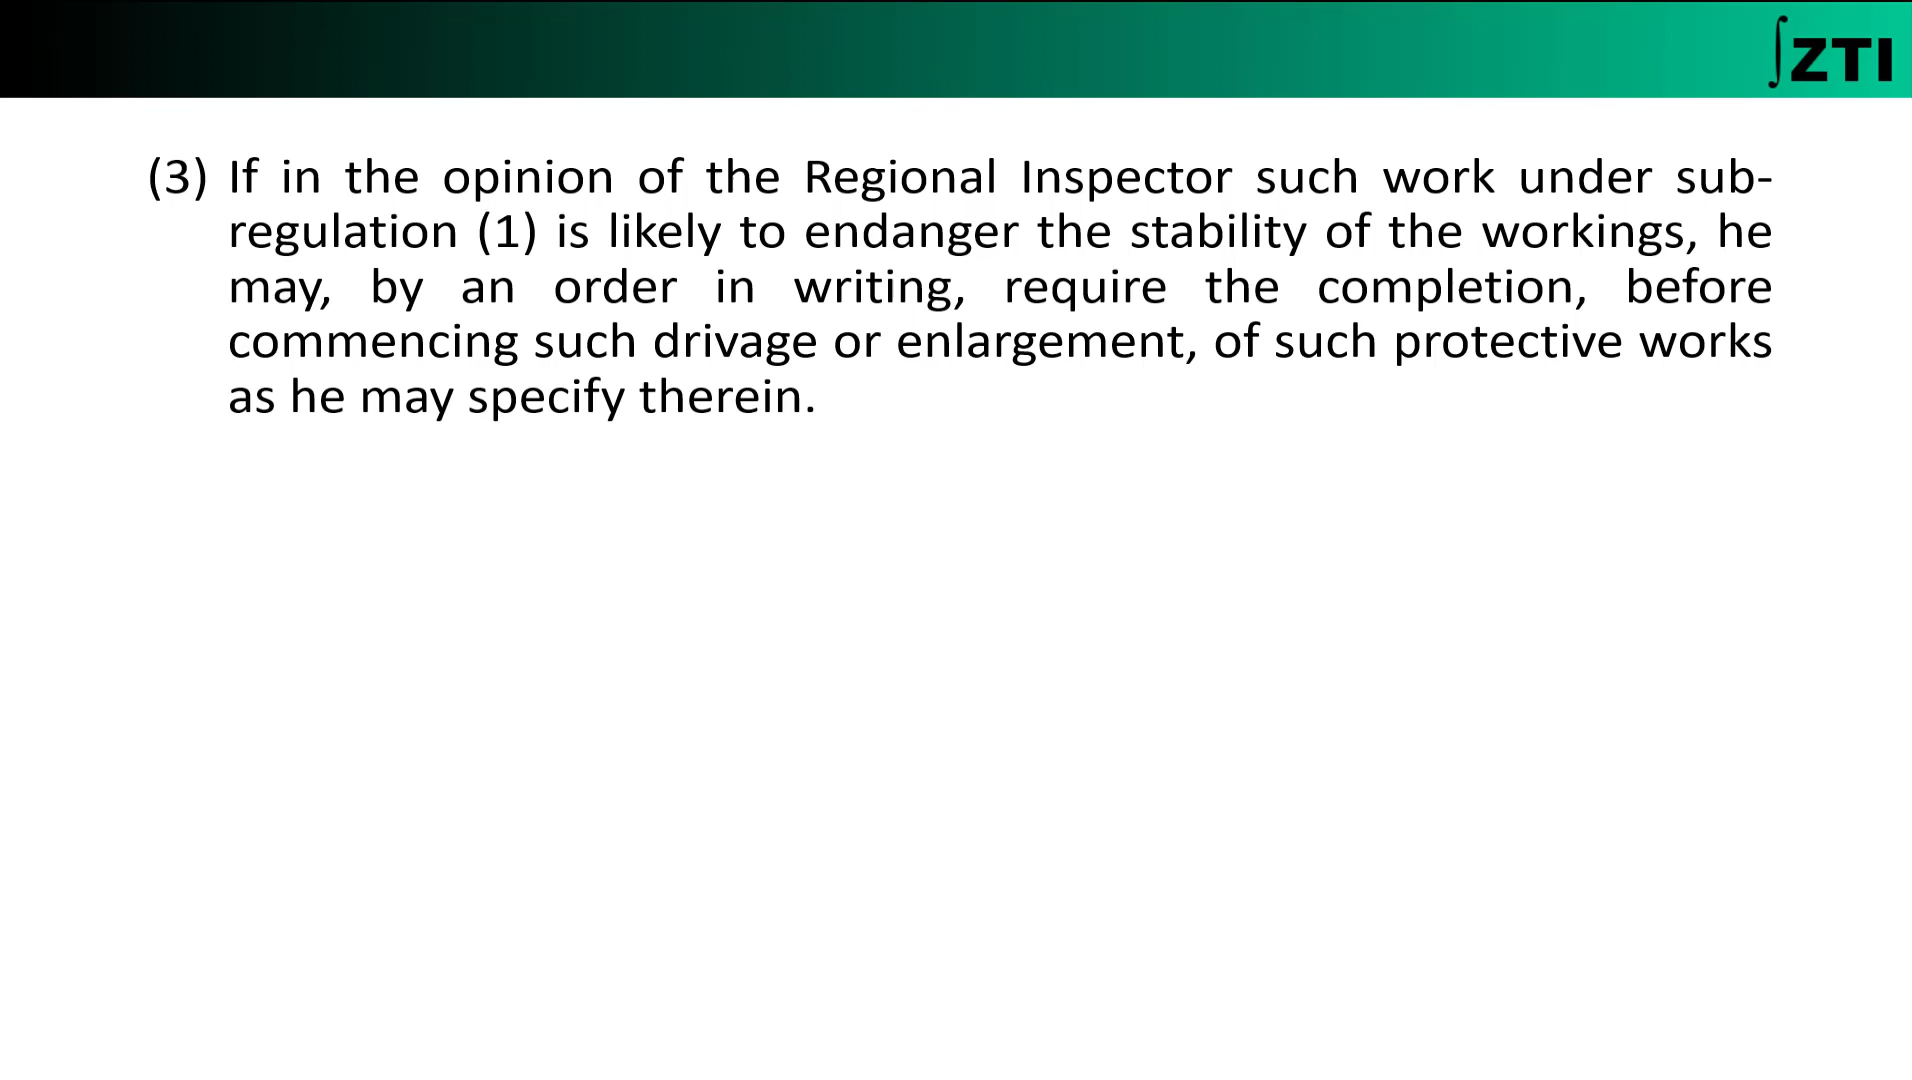 ∫ZTI
(3) If in the opinion of the Regional Inspector such work under sub-
regulation (1) is likely to endanger the stability of the workings, he
may, by an order in writing, require the completion, before
commencing such drivage or enlargement, of such protective works
as he may specify therein.